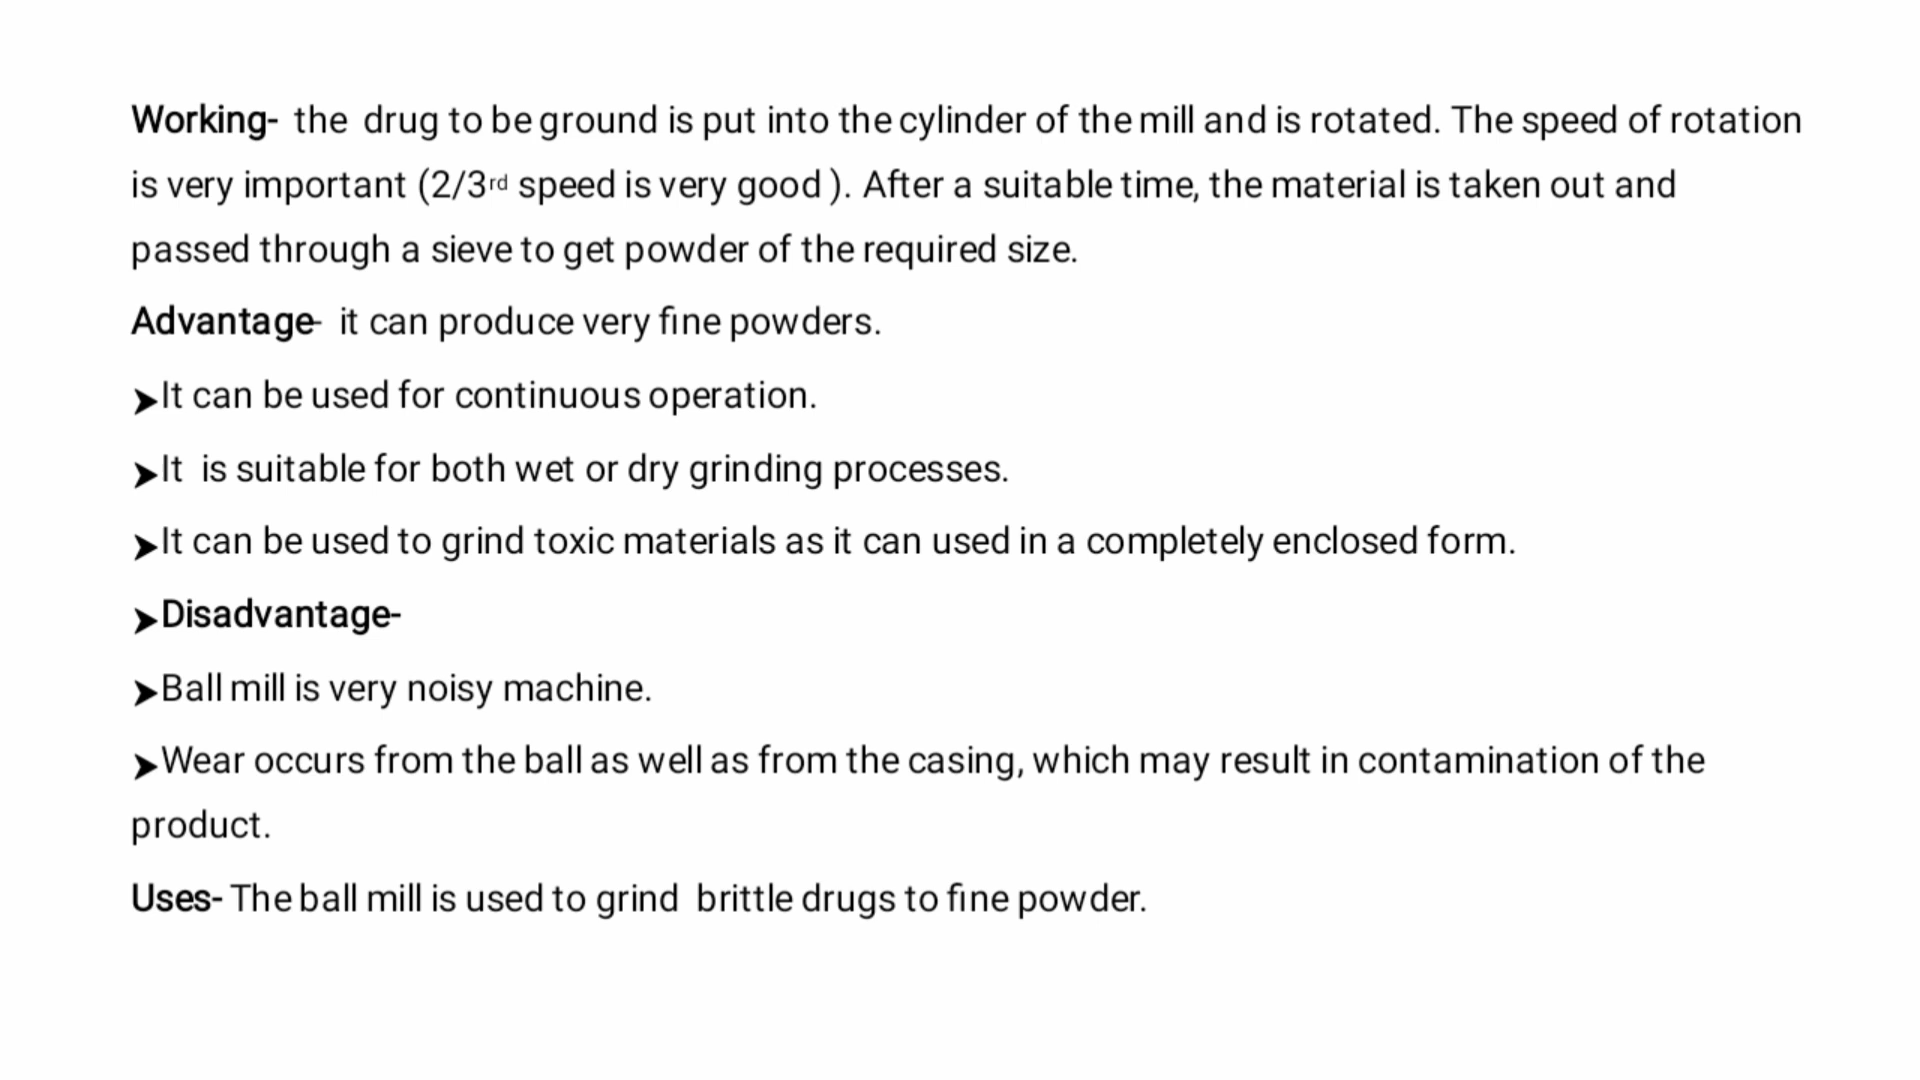 Working- the drug to be ground is put into the cylinder of the mill and is rotated. The speed of rotation
is very important (2/3rd speed is very good ). After a suitable time, the material is taken out and
passed through a sieve to get powder of the required size.
Advantage- it can produce very fine powders.
➤It can be used for continuous operation.
➤It is suitable for both wet or dry grinding processes.
➤It can be used to grind toxic materials as it can used in a completely enclosed form.
➤Disadvantage-
➤Ball mill is very noisy machine.
➤Wear occurs from the ball as well as from the casing, which may result in contamination of the
product.
Uses- The ball mill is used to grind brittle drugs to fine powder.